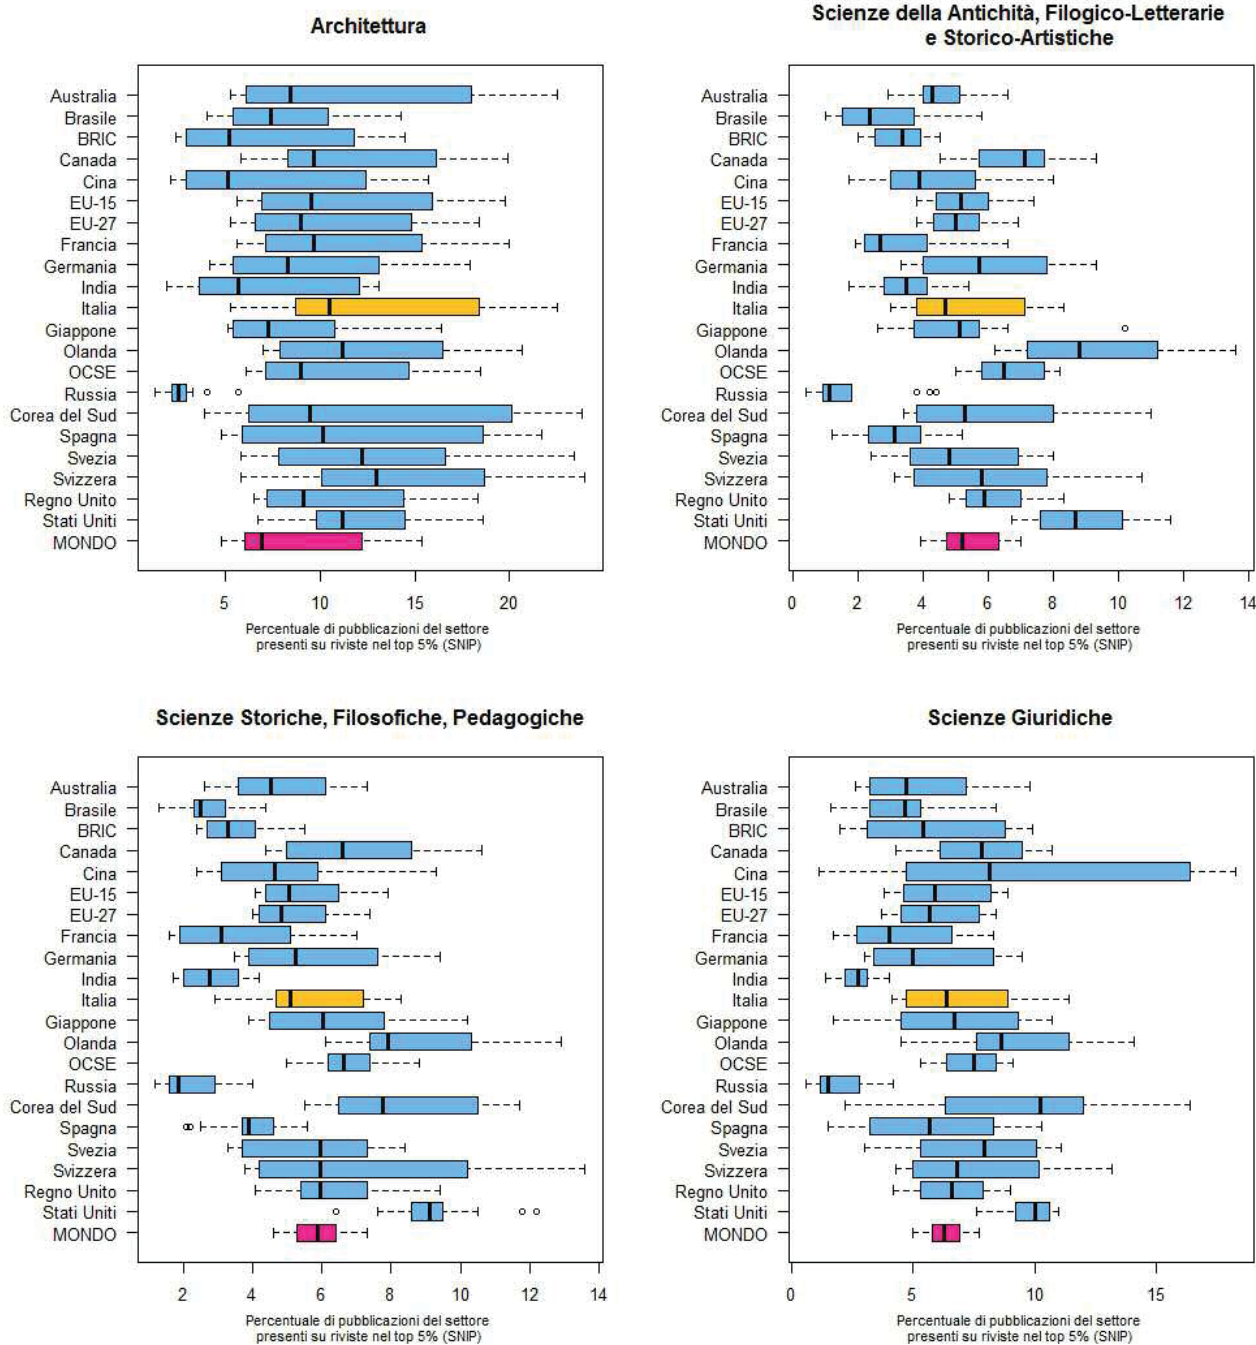 Architettura
Australia
Brasile
BRIC
Canada
Cina
EU-15
EU-27
Francia
Germania
India
Italia
Giappone
Olanda
OCSE
Russia
Corea del Sud
Spagna
Svezia
Svizzera
Regno Unito
Stati Uniti
MONDO
5 10 15 20
Percentuale di pubblicazioni del settore
presenti su riviste nel top 5% (SNIP)
Scienze della Antichità, Filogico-Letterarie
e Storico-Artistiche
Australia
Brasile
BRIC
Canada
Cina
EU-15
EU-27
Francia
Germania
India
Italia
Giappone
Olanda
OCSE
Russia
Corea del Sud
Spagna
Svezia
Svizzera
Regno Unito
Stati Uniti
MONDO
0 2 4 6 8 10 12 14
Percentuale di pubblicazioni del settore
presenti su riviste nel top 5% (SNIP)
Scienze Storiche, Filosofiche, Pedagogiche
Australia
Brasile
BRIC
Canada
Cina
EU-15
EU-27
Francia
Germania
India
Italia
Giappone
Olanda
OCSE
Russia
Corea del Sud
Spagna
Svezia
Svizzera
Regno Unito
Stati Uniti
MONDO
2 4 6 8 10 12 14
Percentuale di pubblicazioni del settore
presenti su riviste nel top 5% (SNIP)
Scienze Giuridiche
Australia
Brasile
BRIC
Canada
Cina
EU-15
EU-27
Francia
Germania
India
Italia
Giappone
Olanda
OCSE
Russia
Corea del Sud
Spagna
Svezia
Svizzera
Regno Unito
Stati Uniti
MONDO
0 5 10 15
Percentuale di pubblicazioni del settore
presenti su riviste nel top 5% (SNIP)